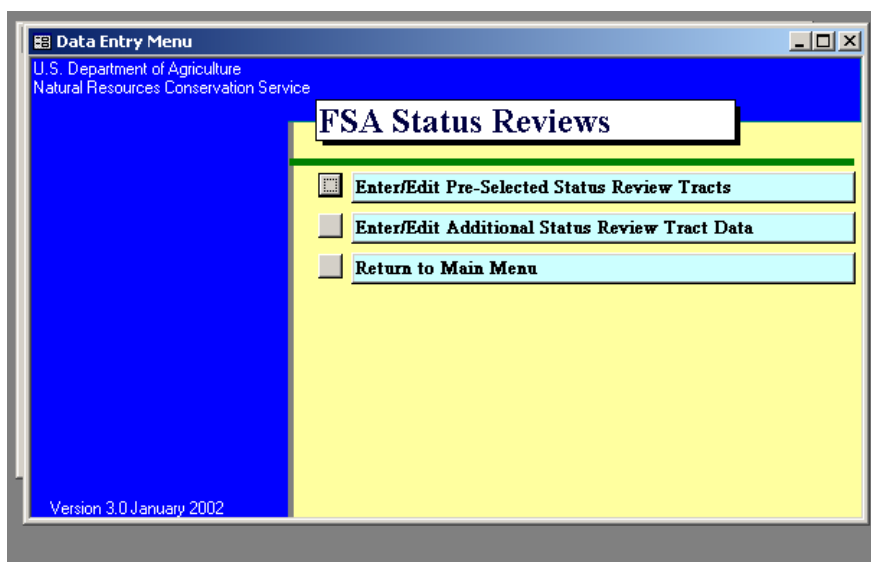 Data Entry Menu
U.S. Department of Agriculture
Natural Resources Conservation Service
FSA Status Reviews
Enter/Edit Pre-Selected Status Review Tracts
Enter/Edit Additional Status Review Tract Data
Return to Main Menu
Version 3.0 January 2002